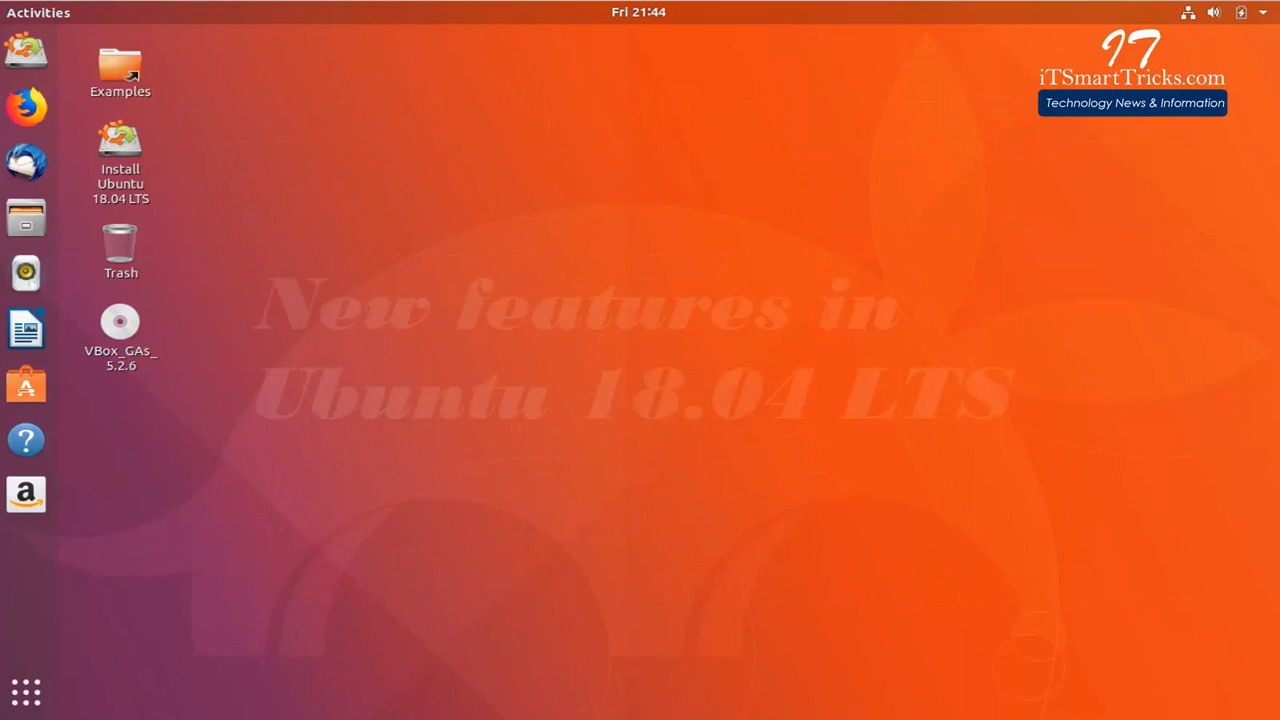 Activities
Fri 21:44
iTSmartTricks.com
Technology News & Information
Examples
Install
Ubuntu
18.04 LTS
Trash
VBox_GAs_
5.2.6
New features in
Ubuntu 18.04 LTS